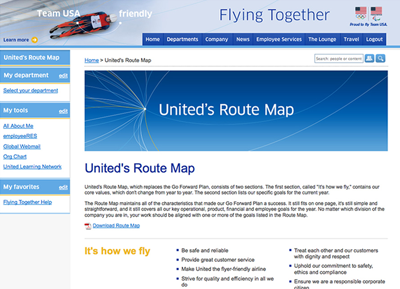 Team USA friendly
Flying Together
Learn more
Proud to Fly Team USA
Home Departments Company News Employee Services The Lounge Travel Logout
United's Route Map
Home > United's Route Map
Search: people or content
My department edit
Select your department
My tools edit
All About Me
employeeRES
Global Webmail
Org Chart
United Learning Network
My favorites edit
Flying Together Help
United's Route Map
United's Route Map
United's Route Map, which replaces the Go Forward Plan, consists of two sections. The first section, called "It's how we fly," contains our
core values, which don't change from year to year. The second section lists our specific goals for the current year.
The Route Map maintains all of the characteristics that made our Go Forward Plan a success. It still fits on one page, it's still simple and
straightforward, and it still covers all our key operational, product, financial and employee goals for the year. No matter which division of the
company you are in, your work should be aligned with one or more of the goals listed in the Route Map.
Download Route Map
It's how we fly
Be safe and reliable
Provide great customer service
Make United the flyer-friendly airline
Strive for quality and efficiency in all we
do
Treat each other and our customers
with dignity and respect
Uphold our commitment to safety,
ethics and compliance
Ensure we are a responsible corporate
citizen